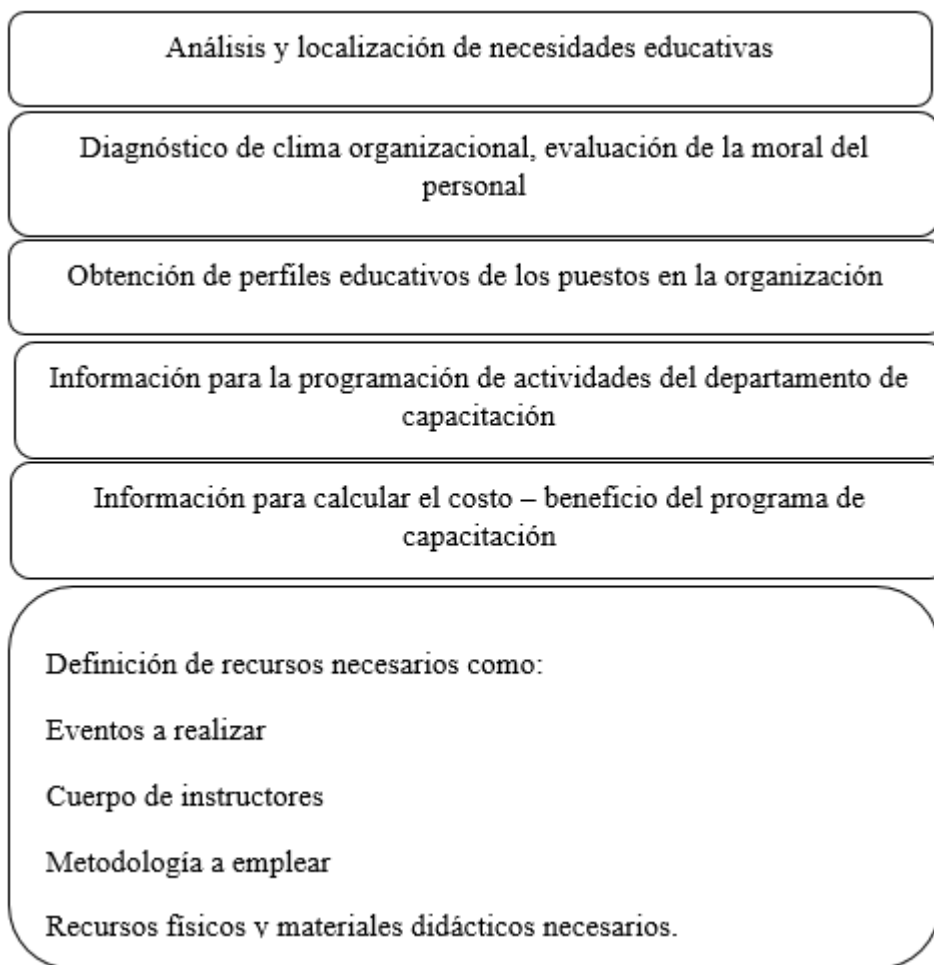 Análisis y localización de necesidades educativas
Diagnóstico de clima organizacional, evaluación de la moral del
personal
Obtención de perfiles educativos de los puestos en la organización
Información para la programación de actividades del departamento de
capacitación
Información para calcular el costo – beneficio del programa de
capacitación
Definición de recursos necesarios como:
Eventos a realizar
Cuerpo de instructores
Metodología a emplear
Recursos físicos y materiales didácticos necesarios.